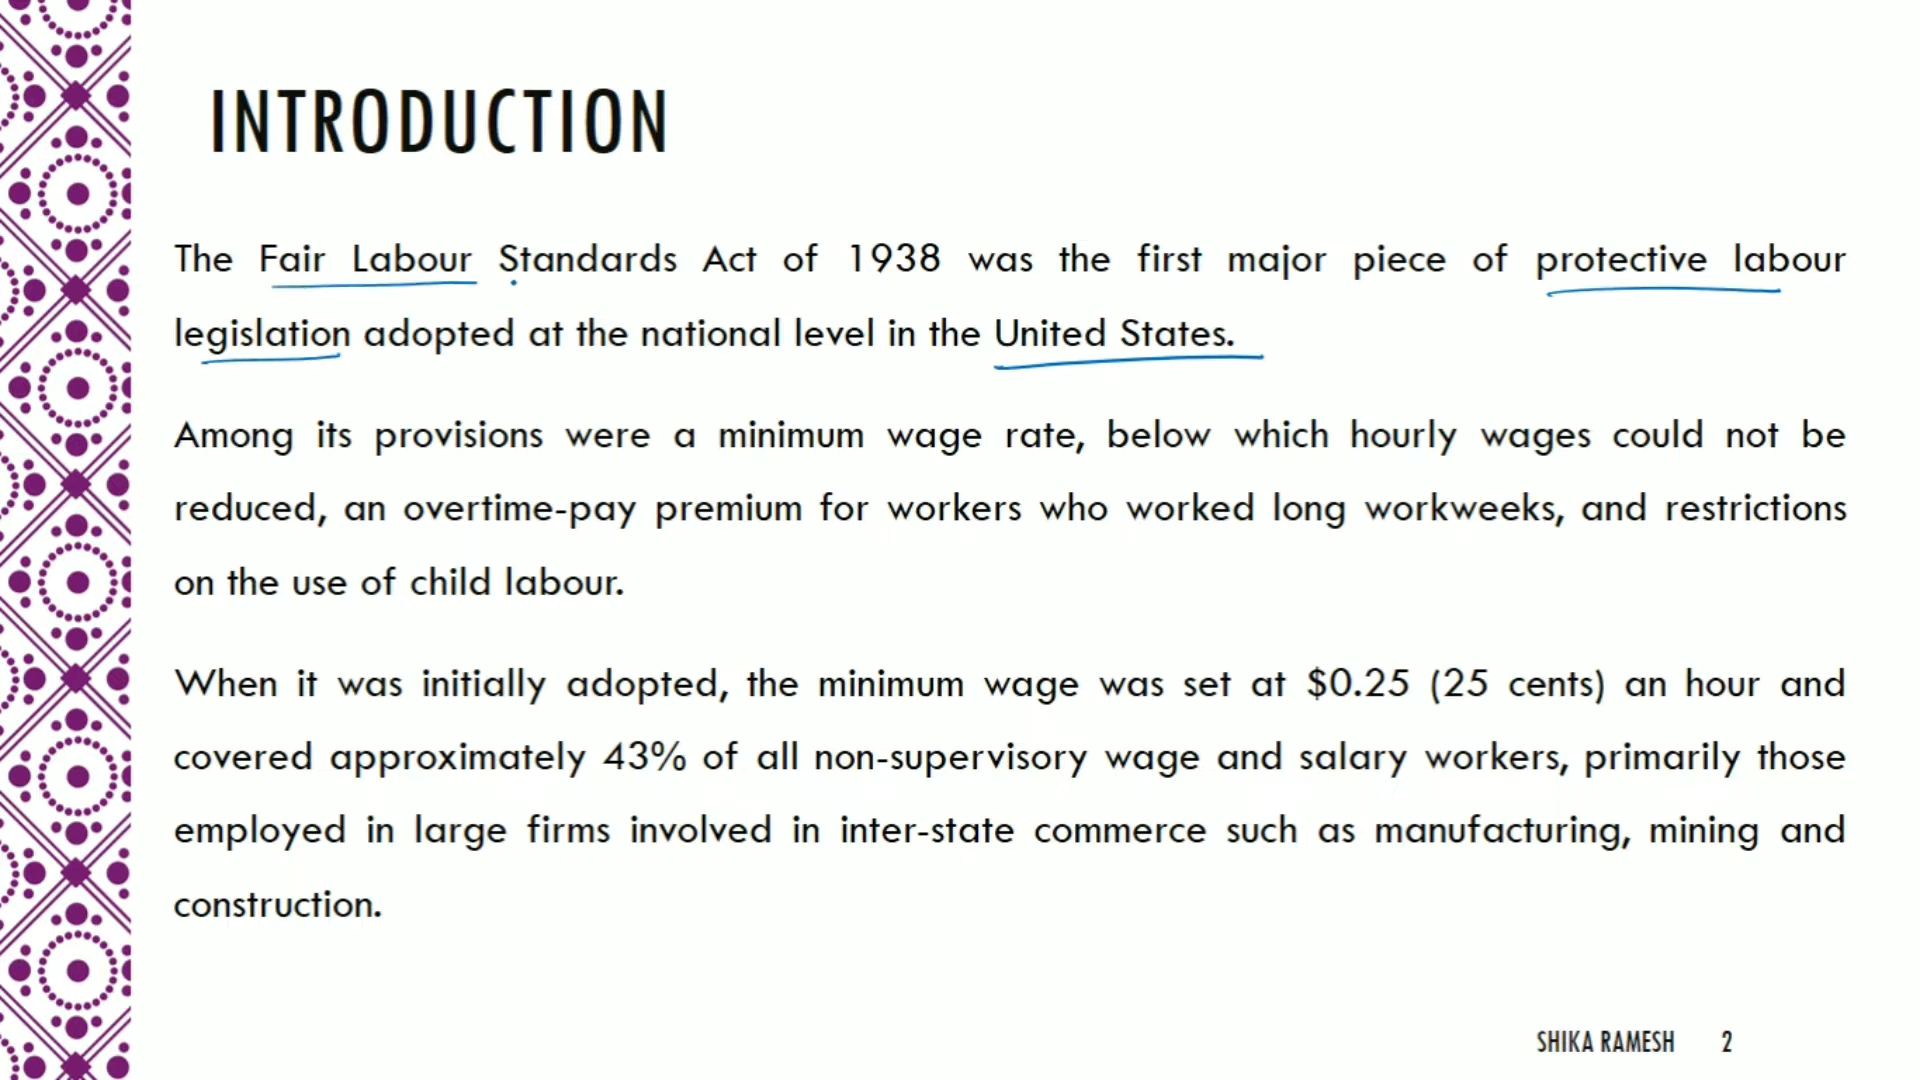 INTRODUCTION
The Fair Labour Standards Act of 1938 was the first major piece of protective labour
legislation adopted at the national level in the United States.
Among its provisions were a minimum wage rate, below which hourly wages could not be
reduced, an overtime-pay premium for workers who worked long workweeks, and restrictions
on the use of child labour.
When it was initially adopted, the minimum wage was set at $0.25 (25 cents) an hour and
covered approximately 43% of all non-supervisory wage and salary workers, primarily those
employed in large firms involved in inter-state commerce such as manufacturing, mining and
construction.
SHIKA RAMESH 2